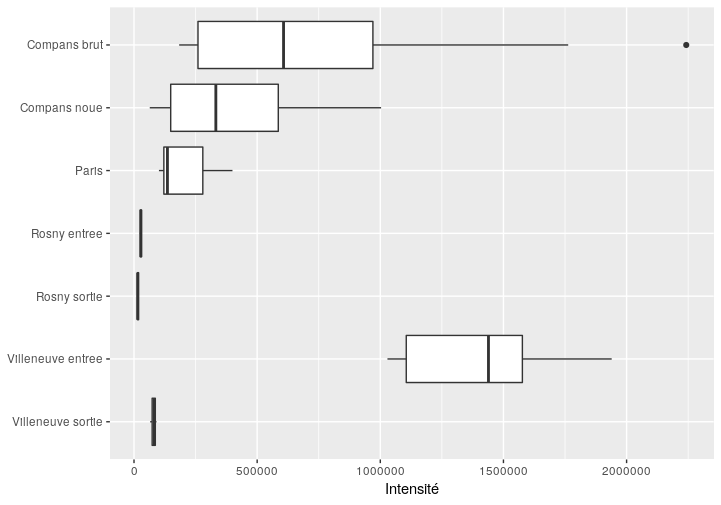 Compans brut
Compans noue
Paris
Rosny entree
Rosny sortie
Villeneuve entree
Villeneuve sortie
0 500000 1000000 1500000 2000000
Intensité